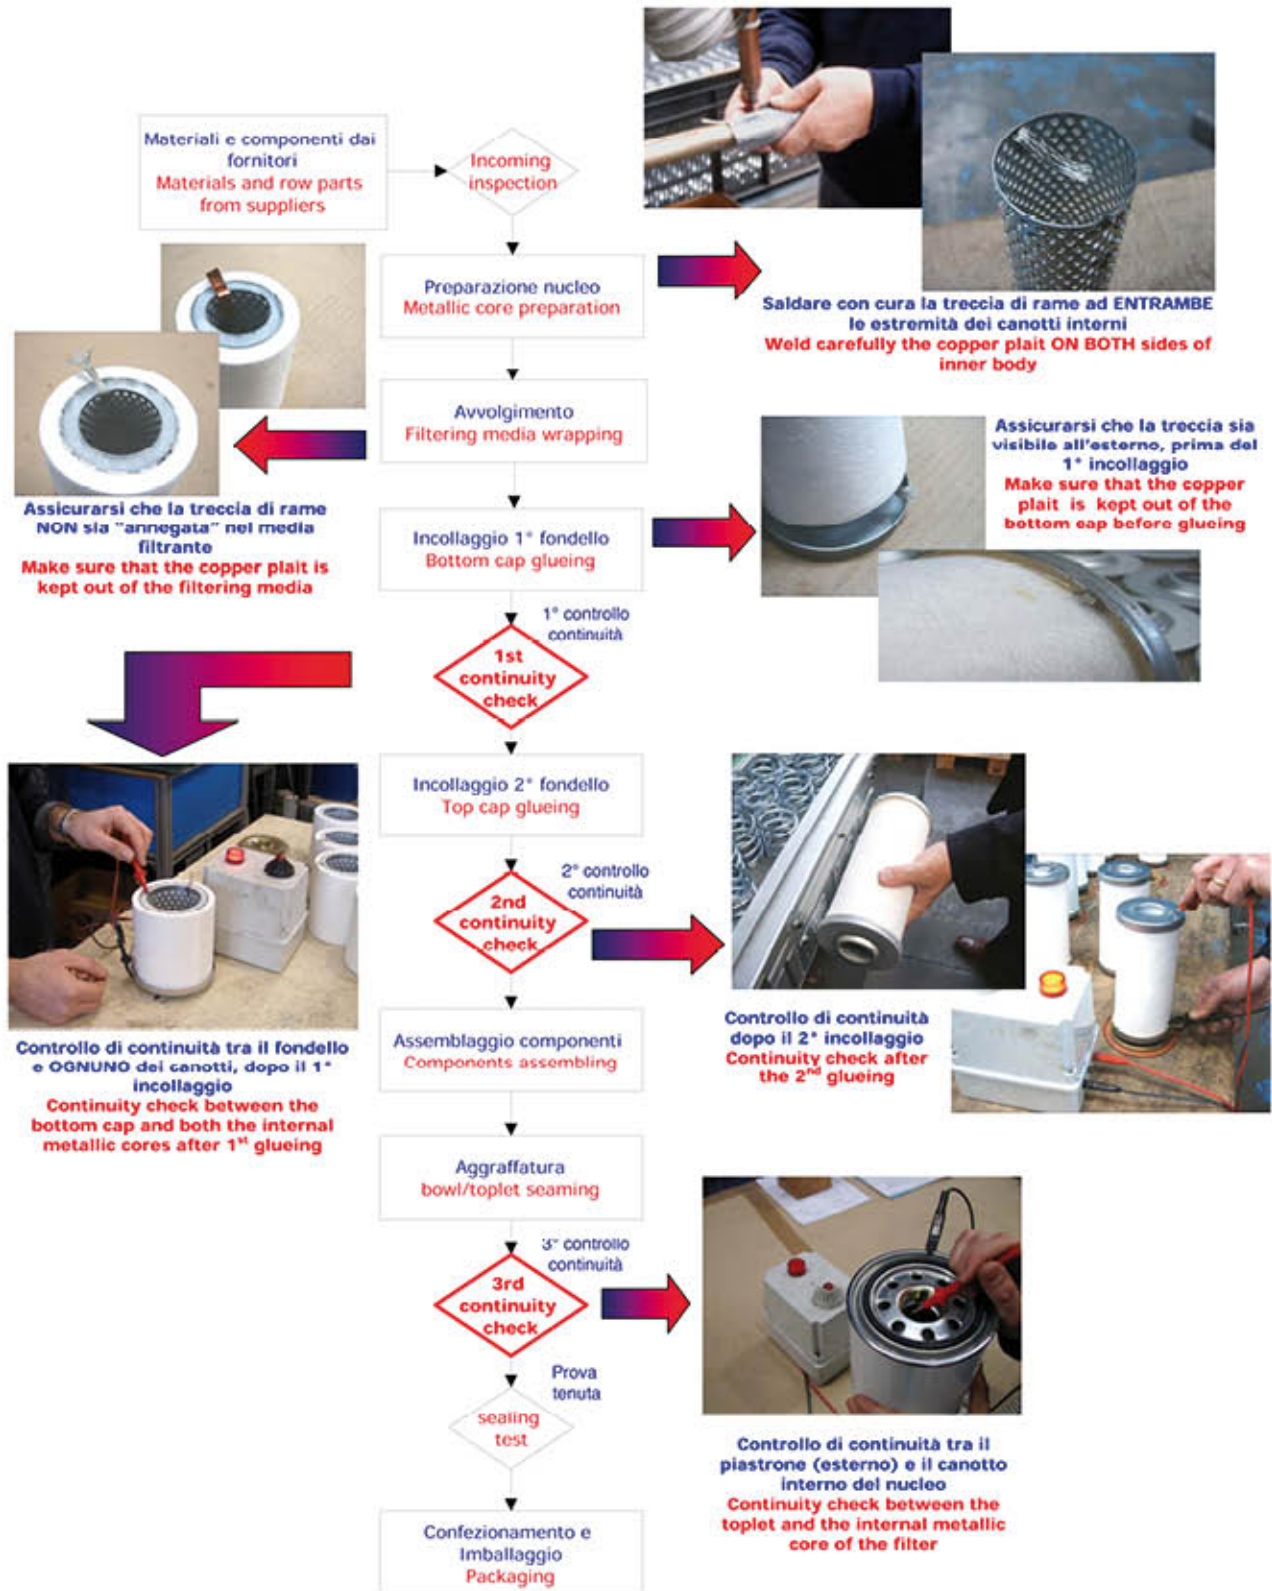 Materiali e componenti dai
fornitori
Materials and row parts
from suppliers
Incoming
inspection
Preparazione nucleo
Metallic core preparation
Saldare con cura la treccia di rame ad ENTRAMBE
le estremità dei canotti interni
Weld carefully the copper plait ON BOTH sides of
inner body
Avvolgimento
Filtering media wrapping
Assicurarsi che la treccia di rame
NON sia "annegata" nel media
filtrante
Make sure that the copper plait is
kept out of the filtering media
Incollaggio 1° fondello
Bottom cap glueing
Assicurarsi che la treccia sia
visibile all'esterno, prima del
1° incollaggio
Make sure that the copper
plait is kept out of the
bottom cap before glueing
1° controllo
continuità
1st
continuity
check
Controllo di continuità tra il fondello
e OGNUNO dei canotti, dopo il 1°
incollaggio
Continuity check between the
bottom cap and both the internal
metallic cores after 1st glueing
Incollaggio 2° fondello
Top cap glueing
2° controllo
continuità
2nd
continuity
check
Controllo di continuità
dopo il 2° incollaggio
Continuity check after
the 2nd glueing
Assemblaggio componenti
Components assembling
Aggraffatura
bowl/toplet seaming
3° controllo
continuità
3rd
continuity
check
Controllo di continuità tra il
piastrone (esterno) e il canotto
interno del nucleo
Continuity check between the
toplet and the internal metallic
core of the filter
Prova
tenuta
sealing
test
Confezionamento e
Imballaggio
Packaging